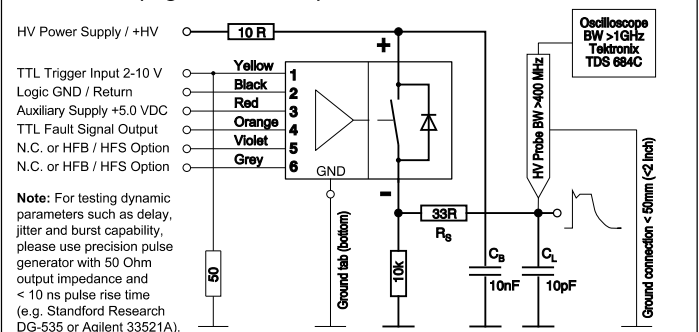 HV Power Supply / +HV
10 R
+
Oscilloscope
BW >1GHz
Tektronix
TDS 684C
TTL Trigger Input 2-10 V
Yellow
1
Logic GND / Return
Black
2
Auxiliary Supply +5.0 VDC
Red
3
TTL Fault Signal Output
Orange
4
N.C. or HFB / HFS Option
Violet
5
N.C. or HFB / HFS Option
Grey
6
GND
-
HV Probe BW >400 MHz
Ground connection < 50mm (<2 inch)
Note: For testing dynamic
parameters such as delay,
jitter and burst capability,
please use precision pulse
generator with 50 Ohm
output impedance and
< 10 ns pulse rise time
(e.g. Standford Research
DG-535 or Agilent 33521A).
50
Ground tab (bottom)
10k
33R
RS
CB
10nF
CL
10pF